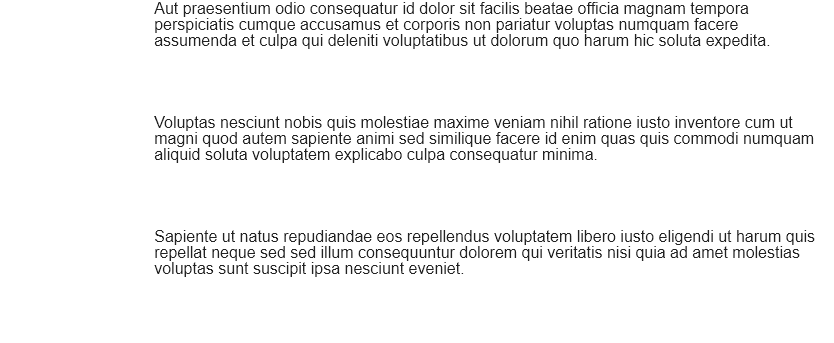 Aut praesentium odio consequatur id dolor sit facilis beatae officia magnam tempora
perspiciatis cumque accusamus et corporis non pariatur voluptas numquam facere
assumenda et culpa qui deleniti voluptatibus ut dolorum quo harum hic soluta expedita.
Voluptas nesciunt nobis quis molestiae maxime veniam nihil ratione iusto inventore cum ut
magni quod autem sapiente animi sed similique facere id enim quas quis commodi numquam
aliquid soluta voluptatem explicabo culpa consequatur minima.
Sapiente ut natus repudiandae eos repellendus voluptatem libero iusto eligendi ut harum quis
repellat neque sed sed illum consequuntur dolorem qui veritatis nisi quia ad amet molestias
voluptas sunt suscipit ipsa nesciunt eveniet.